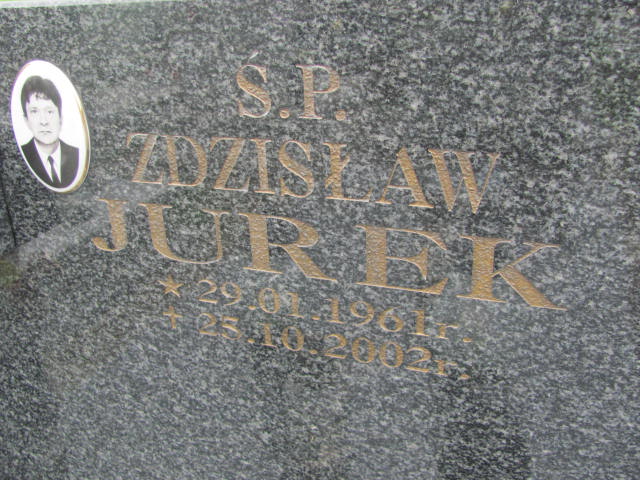 Ś.P.
ZDZISŁAW
JUREK
★ 29.01.1961r.
✝ 25.10.2002r.